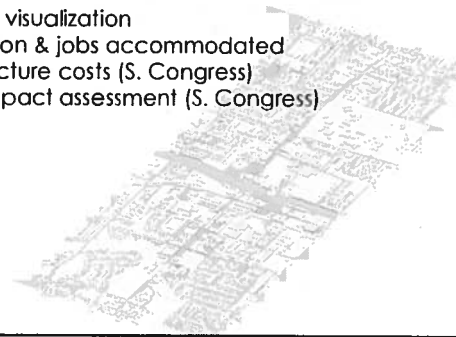 visualization
on & jobs accommodated
cture costs (S. Congress)
pact assessment (S. Congress)